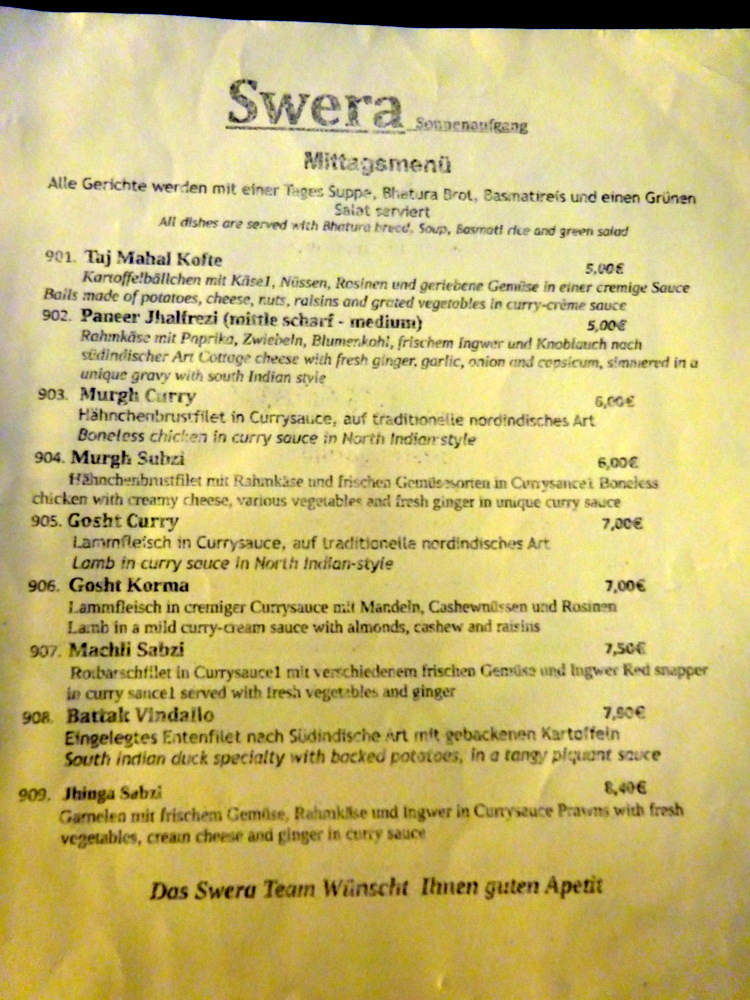 Swera Sonnenaufgang
Mittagsmenü
Alle Gerichte werden mit einer Tages Suppe, Bhatura Brot, Basmatireis und einen Grünen
Salat serviert
All dishes are served with Bhatura bread, Soup, Basmati rice and green salad
901. Taj Mahal Kofte 5,00€
Kartoffelbällchen mit Käse1, Nüssen, Rosinen und geriebene Gemüse in einer cremige Sauce
Balls made of potatoes, cheese, nuts, raisins and grated vegetables in curry-crème sauce
902. Paneer Jhalfrezi (mittle scharf - medium) 5,00€
Rahmkäse mit Paprika, Zwiebeln, Blumenkohl, frischem Ingwer und Knoblauch nach
südindischer Art Cottage cheese with fresh ginger, garlic, onion and capsicum, simmered in a
unique gravy with south Indian style
903. Murgh Curry 6,00€
Hähnchenbrustfilet in Currysauce, auf traditionelle nordindisches Art
Boneless chicken in curry sauce in North Indian-style
904. Murgh Subzi 6,00€
Hähnchenbrustfilet mit Rahmkäse und frischen Gemüsesorten in Currysauce1 Boneless
chicken with creamy cheese, various vegetables and fresh ginger in unique curry sauce
905. Gosht Curry 7,00€
Lammfleisch in Currysauce, auf traditionelle nordindisches Art
Lamb in curry sauce in North Indian-style
906. Gosht Korma 7,00€
Lammfleisch in cremiger Currysauce mit Mandeln, Cashewnüssen und Rosinen
Lamb in a mild curry-cream sauce with almonds, cashew and raisins
907. Machli Sabzi 7,50€
Rotbarschfilet in Currysauce1 mit verschiedenem frischen Gemüse und Ingwer Red snapper
in curry sauce1 served with fresh vegetables and ginger
908. Battak Vindallo 7,90€
Eingelegtes Entenfilet nach Südindische Art mit gebackenen Kartoffeln
South indian duck specialty with backed potatoes, in a tangy piquant sauce
909. Jhinga Sabzi 8,40€
Garnelen mit frischem Gemüse, Rahmkäse und Ingwer in Currysauce Prawns with fresh
vegetables, cream cheese and ginger in curry sauce
Das Swera Team Wünscht Ihnen guten Apetit